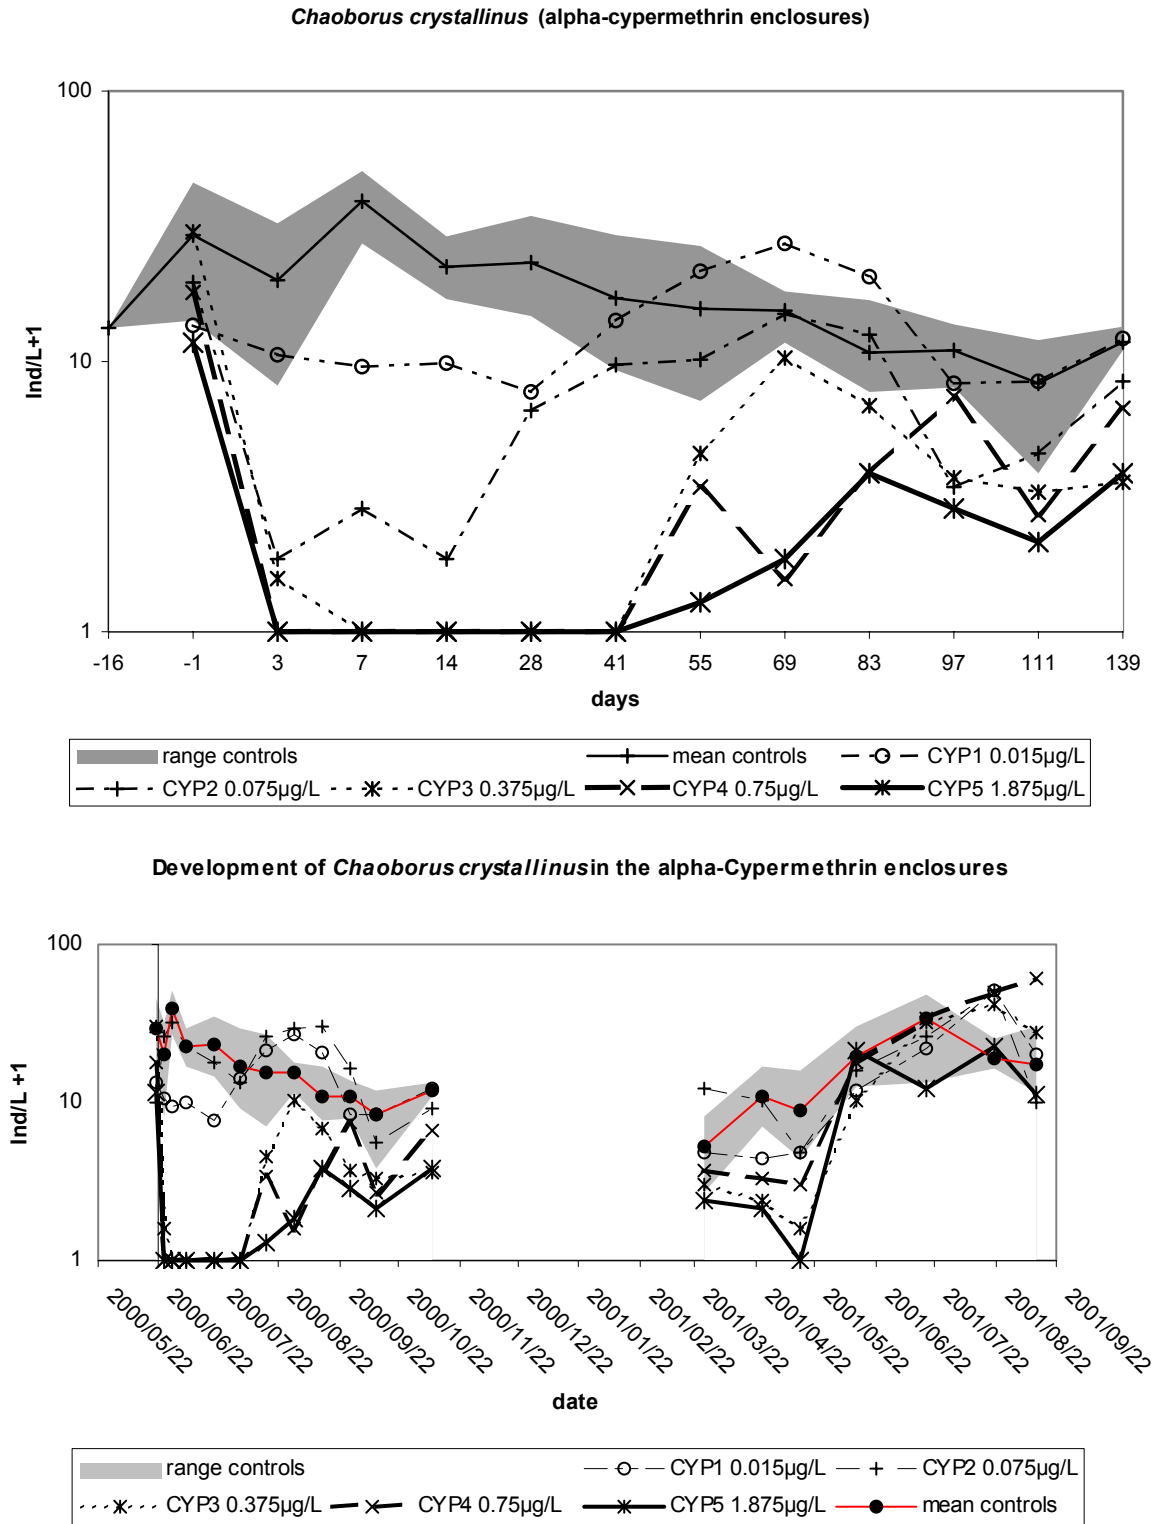 Chaoborus crystallinus (alpha-cypermethrin enclosures)
100
10
1
Ind/L+1
-16 -1 3 7 14 28 41 55 69 83 97 111 139
days
range controls mean controls CYP1 0.015µg/L
CYP2 0.075µg/L CYP3 0.375µg/L CYP4 0.75µg/L CYP5 1.875µg/L
Development of Chaoborus crystallinus in the alpha-Cypermethrin enclosures
100
10
1
Ind/L +1
2000/05/22 2000/06/22 2000/07/22 2000/08/22 2000/09/22 2000/10/22 2000/11/22 2000/12/22 2001/01/22 2001/02/22 2001/03/22 2001/04/22 2001/05/22 2001/06/22 2001/07/22 2001/08/22 2001/09/22
date
range controls CYP1 0.015µg/L CYP2 0.075µg/L
CYP3 0.375µg/L CYP4 0.75µg/L CYP5 1.875µg/L mean controls